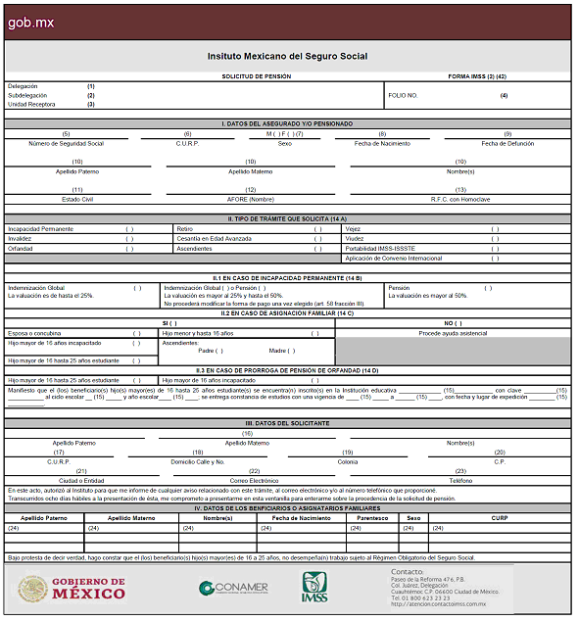 gob.mx
Insituto Mexicano del Seguro Social
SOLICITUD DE PENSIÓN FORMA IMSS (2) (42)
Delegación (1)
Subdelegación (2) FOLIO NO. (4)
Unidad Receptora (3)
I. DATOS DEL ASEGURADO Y/O PENSIONADO
(5) (6) M ( ) F ( ) (7) (8) (9)
Número de Seguridad Social C.U.R.P. Sexo Fecha de Nacimiento Fecha de Defunción
(10) (10) (10)
Apellido Paterno Apellido Materno Nombre(s)
(11) (12) (13)
Estado Civil AFORE (Nombre) R.F.C. con Homoclave
II. TIPO DE TRÁMITE QUE SOLICITA (14 A)
Incapacidad Permanente ( ) Retiro ( ) Vejez ( )
Invalidez ( ) Cesantía en Edad Avanzada ( ) Viudez ( )
Orfandad ( ) Ascendientes ( ) Portabilidad IMSS-ISSSTE ( )
Aplicación de Convenio Internacional ( )
II.1 EN CASO DE INCAPACIDAD PERMANENTE (14 B)
Indemnización Global ( ) Indemnización Global ( ) o Pensión ( ) Pensión ( )
La valuación es de hasta el 25%. La valuación es mayor al 25% y hasta el 50%. La valuación es mayor al 50%.
No procederá modificar la forma de pago una vez elegido (art. 58 fracción III)
II.2 EN CASO DE ASIGNACIÓN FAMILIAR (14 C)
SI ( ) NO ( )
Esposa o concubina ( ) Hijo menor y hasta 16 años ( ) Procede ayuda asistencial
Hijo mayor de 16 años incapacitado ( ) Ascendientes:
Padre ( ) Madre ( )
Hijo mayor de 16 hasta 25 años estudiante ( )
II.3 EN CASO DE PRORROGA DE PENSIÓN DE ORFANDAD (14 D)
Hijo mayor de 16 hasta 25 años estudiante ( ) Hijo mayor de 16 años incapacitado ( )
Manifiesto que el (los) beneficiario(s) hijo(s) mayor(es) de 16 hasta 25 años estudiante(s) se encuentra(n) inscrito(s) en la Institución educativa (15) con clave (15)
al ciclo escolar (15) y año escolar (15) se entrega constancia de estudios con una vigencia de (15) a (15), con fecha y lugar de expedición (15)
III. DATOS DEL SOLICITANTE
(16)
Apellido Paterno Apellido Materno Nombre(s)
(17) (18) (19) (20)
C.U.R.P. Domicilio Calle y No. Colonia C.P.
(21) (22) (23)
Ciudad o Entidad Correo Electrónico Teléfono
En este acto, autorizó al Instituto para que me informe de cualquier aviso relacionado con este trámite, al correo electrónico y/o al número telefónico que proporcioné.
Transcurridos ocho días hábiles a la presentación de ésta, me comprometo a presentarme en esta ventanilla para enterarme sobre la procedencia de la solicitud de pensión.
IV. DATOS DE LOS BENFICIARIOS O ASIGNATARIOS FAMILIARES
Apellido Paterno Apellido Materno Nombre(s) Fecha de Nacimiento Parentesco Sexo CURP
(24) (24) (24) (24) (24) (24) (24)
Bajo protesta de decir verdad, hago constar que el (los) beneficiario(s) hijo(s) mayor(es) de 16 a 25 años, no desempeña(n) trabajo sujeto al Régimen Obligatorio del Seguro Social.
GOBIERNO DE
MÉXICO
CONAMER
IMSS
Contacto:
Paseo de la Reforma 476, P.B.
Col. Juárez, Delegación
Cuauhtémoc C.P. 06600 Ciudad de México.
Tel. 01 800 623 23 23
http://atencion.contactoimss.com.mx